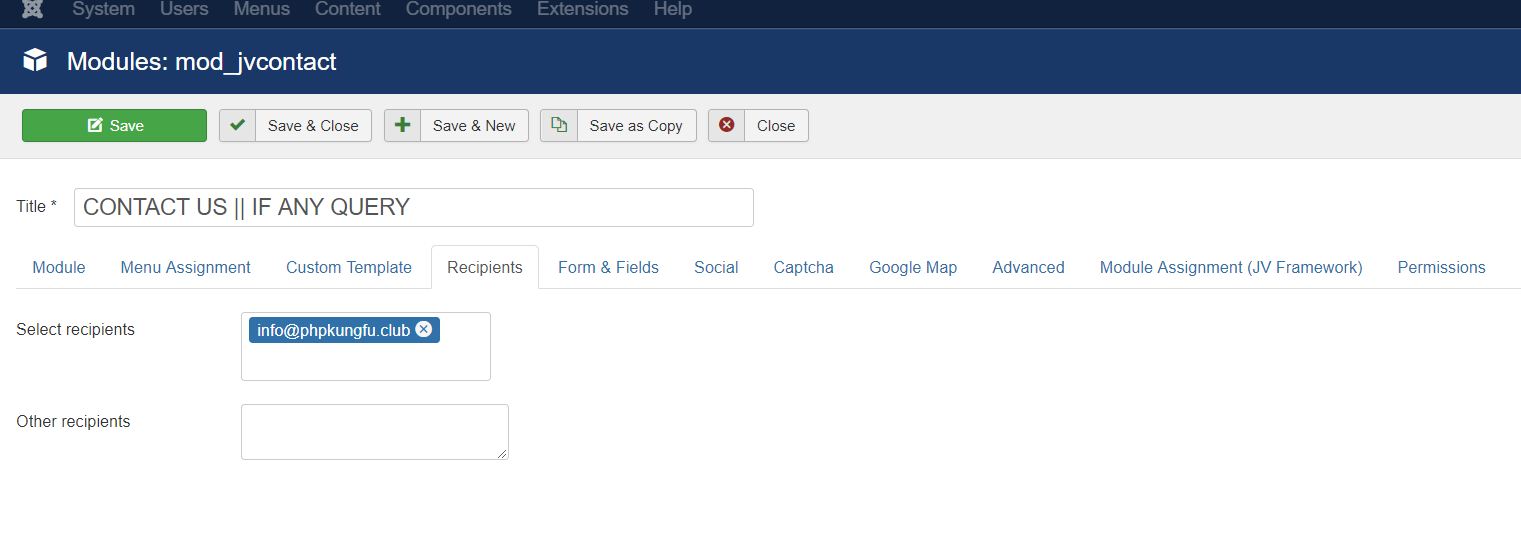 System Users Menus Content Components Extensions Help
Modules: mod_jvcontact
Save Save & Close Save & New Save as Copy Close
Title * CONTACT US || IF ANY QUERY
Module Menu Assignment Custom Template Recipients Form & Fields Social Captcha Google Map Advanced Module Assignment (JV Framework) Permissions
Select recipients info@phpkungfu.club
Other recipients